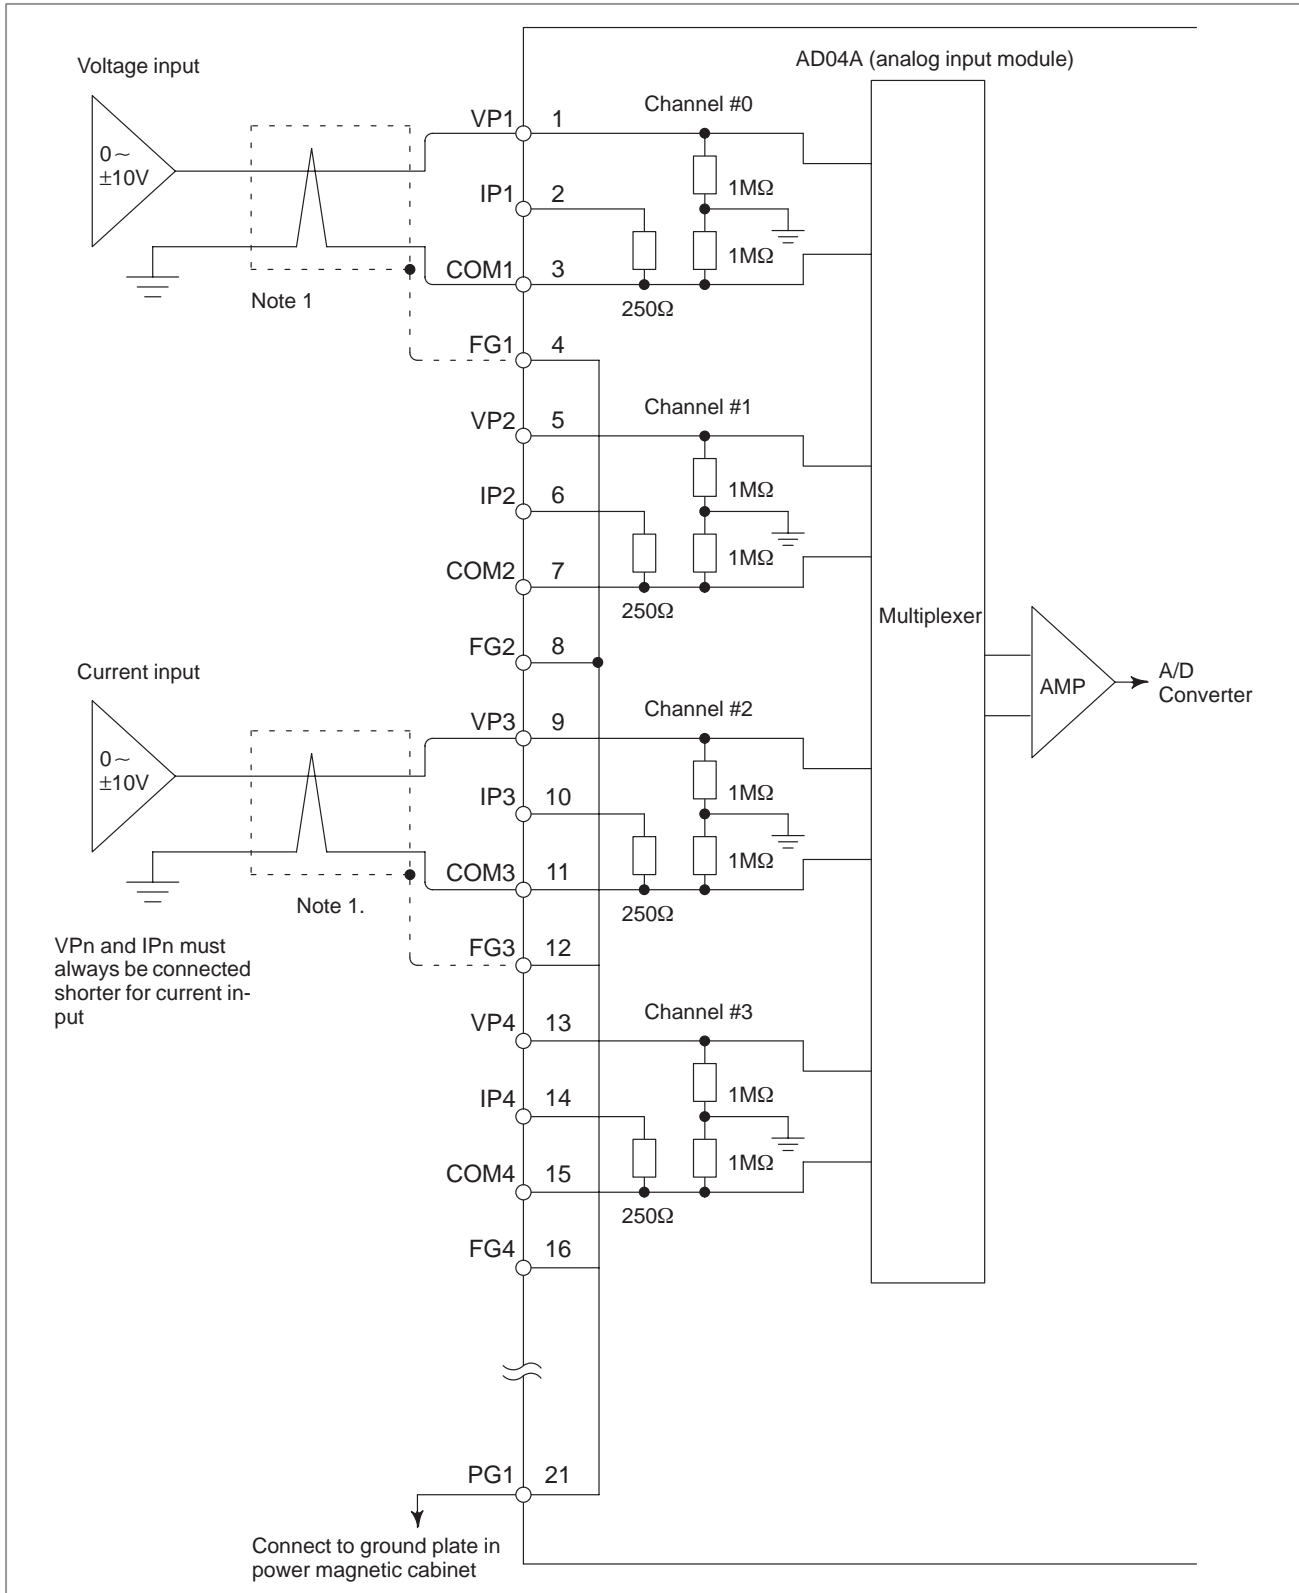 AD04A (analog input module)
Voltage input
0~
±10V
Note 1
VP1 1
IP1 2
COM1 3
FG1 4
Channel #0
1MΩ
1MΩ
250Ω
VP2 5
IP2 6
COM2 7
FG2 8
Channel #1
1MΩ
1MΩ
250Ω
Multiplexer
AMP
A/D
Converter
Current input
0~
±10V
Note 1.
VPn and IPn must
always be connected
shorter for current in-
put
VP3 9
IP3 10
COM3 11
FG3 12
Channel #2
1MΩ
1MΩ
250Ω
VP4 13
IP4 14
COM4 15
FG4 16
Channel #3
1MΩ
1MΩ
250Ω
PG1 21
Connect to ground plate in
power magnetic cabinet